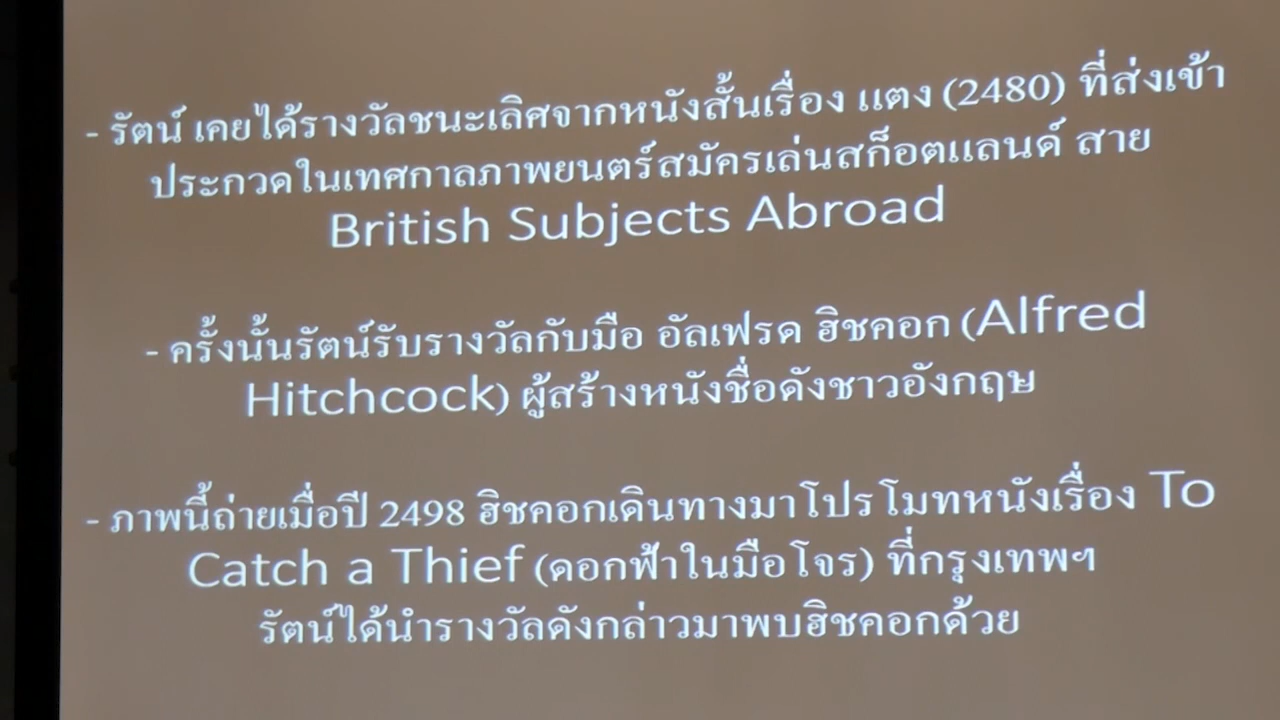 - รัตน์ เคยได้รางวัลชนะเลิศจากหนังสั้นเรื่อง แตง (2480) ที่ส่งเข้า
ประกวดในเทศกาลภาพยนตร์สมัครเล่นสก็อตแลนด์ สาย
British Subjects Abroad
- ครั้งนั้นรัตน์รับรางวัลกับมือ อัลเฟรด ฮิชคอก (Alfred
Hitchcock) ผู้สร้างหนังชื่อดังชาวอังกฤษ
- ภาพนี้ถ่ายเมื่อปี 2498 ฮิชคอกเดินทางมาโปรโมทหนังเรื่อง To
Catch a Thief (ดอกฟ้าในมือโจร) ที่กรุงเทพฯ
รัตน์ได้นำรางวัลดังกล่าวมาพบฮิชคอกด้วย